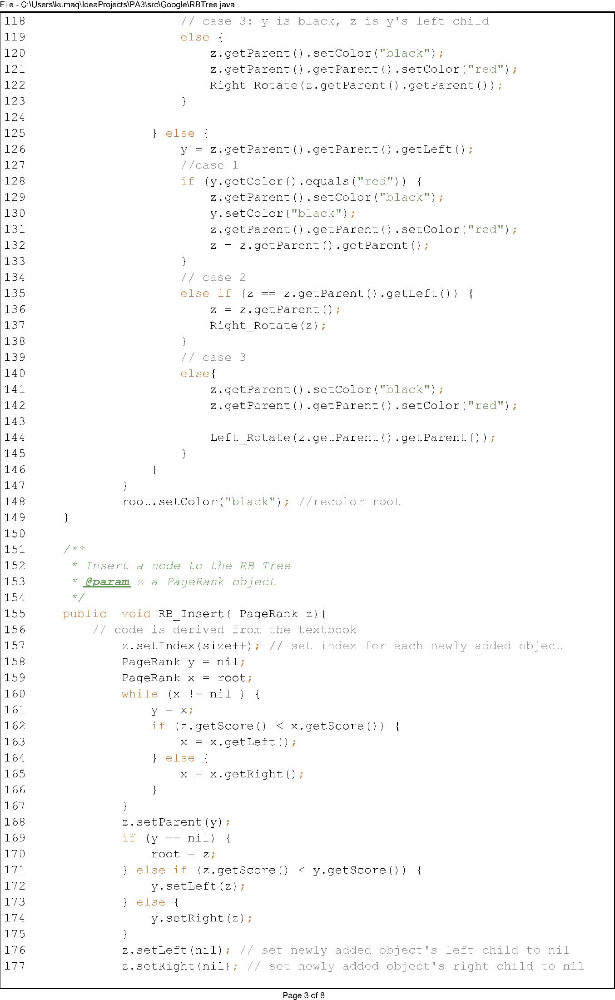 File - C:\Users\kumaq\IdeaProjects\PA3\src\Google\RBTree.java
118 // case 3: y is black, z is y's left child
119 else {
120 z.getParent().setColor("black");
121 z.getParent().getParent().setColor("red");
122 Right_Rotate(z.getParent().getParent());
123 }
124
125 } else {
126 y = z.getParent().getParent().getLeft();
127 //case 1
128 if (y.getColor().equals("red")) {
129 z.getParent().setColor("black");
130 y.setColor("black");
131 z.getParent().getParent().setColor("red");
132 z = z.getParent().getParent();
133 }
134 // case 2
135 else if (z == z.getParent().getLeft()) {
136 z = z.getParent();
137 Right_Rotate(z);
138 }
139 // case 3
140 else{
141 z.getParent().setColor("black");
142 z.getParent().getParent().setColor("red");
143
144 Left_Rotate(z.getParent().getParent());
145 }
146 }
147 }
148 root.setColor("black"); //recolor root
149 }
150
151 /**
152 * Insert a node to the RB Tree
153 * @param z a PageRank object
154 */
155 public  void RB_Insert( PageRank z){
156 // code is derived from the textbook
157 z.setIndex(size++); // set index for each newly added object
158 PageRank y = nil;
159 PageRank x = root;
160 while (x != nil ) {
161 y = x;
162 if (z.getScore() < x.getScore()) {
163 x = x.getLeft();
164 } else {
165 x = x.getRight();
166 }
167 }
168 z.setParent(y);
169 if (y == nil) {
170 root = z;
171 } else if (z.getScore() < y.getScore()) {
172 y.setLeft(z);
173 } else {
174 y.setRight(z);
175 }
176 z.setLeft(nil); // set newly added object's left child to nil
177 z.setRight(nil); // set newly added object's right child to nil
Page 3 of 8